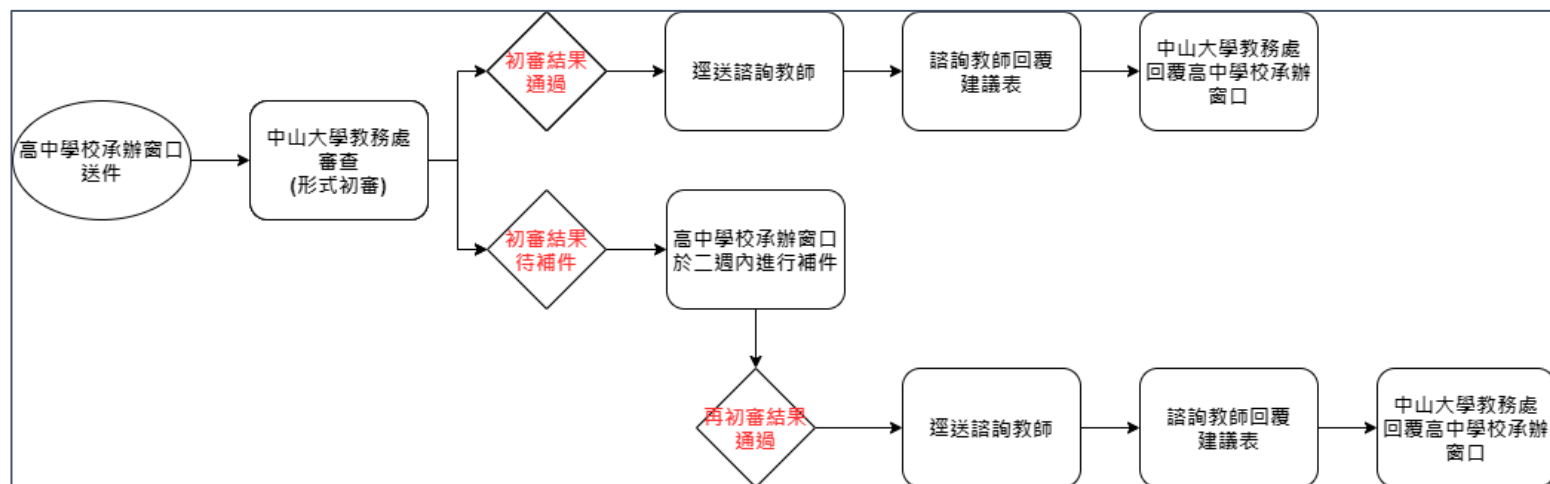 高中學校承辦窗口
送件
中山大學教務處
審查
(形式初審)
初審結果
通過
逕送諮詢教師
諮詢教師回覆
建議表
中山大學教務處
回覆高中學校承辦
窗口
初審結果
待補件
高中學校承辦窗口
於二週內進行補件
再初審結果
通過
逕送諮詢教師
諮詢教師回覆
建議表
中山大學教務處
回覆高中學校承辦
窗口